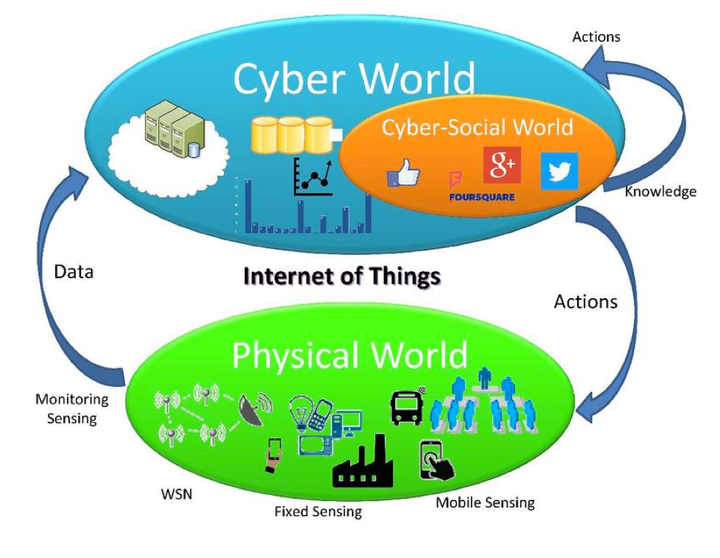 Actions
Cyber World
Cyber-Social World
g+
FOURSQUARE
Knowledge
Data
Internet of Things
Actions
Physical World
Monitoring
Sensing
WSN
Fixed Sensing
Mobile Sensing